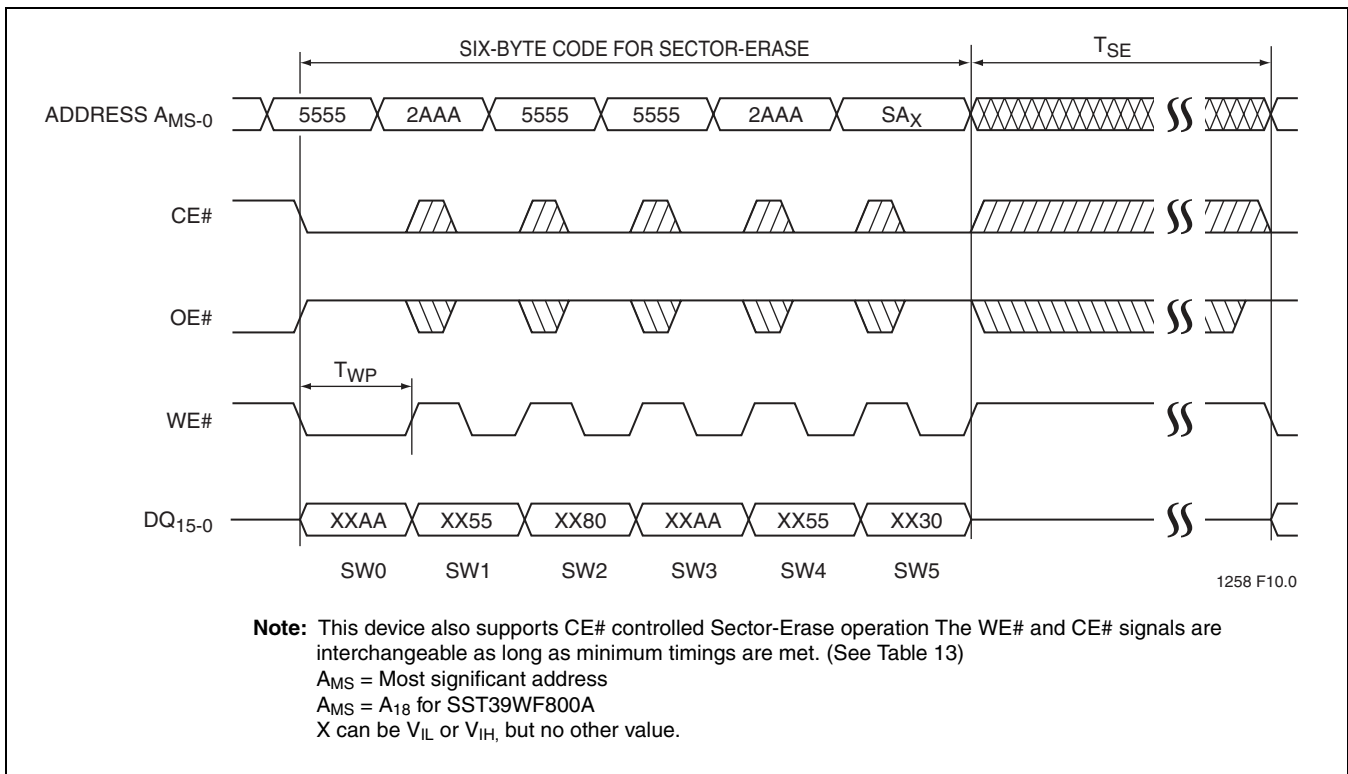 SIX-BYTE CODE FOR SECTOR-ERASE TSE
ADDRESS AMS-0 5555 2AAA 5555 5555 2AAA SAX
CE#
OE#
TWP
WE#
DQ15-0 XXAA XX55 XX80 XXAA XX55 XX30
SW0 SW1 SW2 SW3 SW4 SW5
1258 F10.0
Note: This device also supports CE# controlled Sector-Erase operation The WE# and CE# signals are
interchangeable as long as minimum timings are met. (See Table 13)
AMS = Most significant address
AMS = A18 for SST39WF800A
X can be VIL or VIH, but no other value.